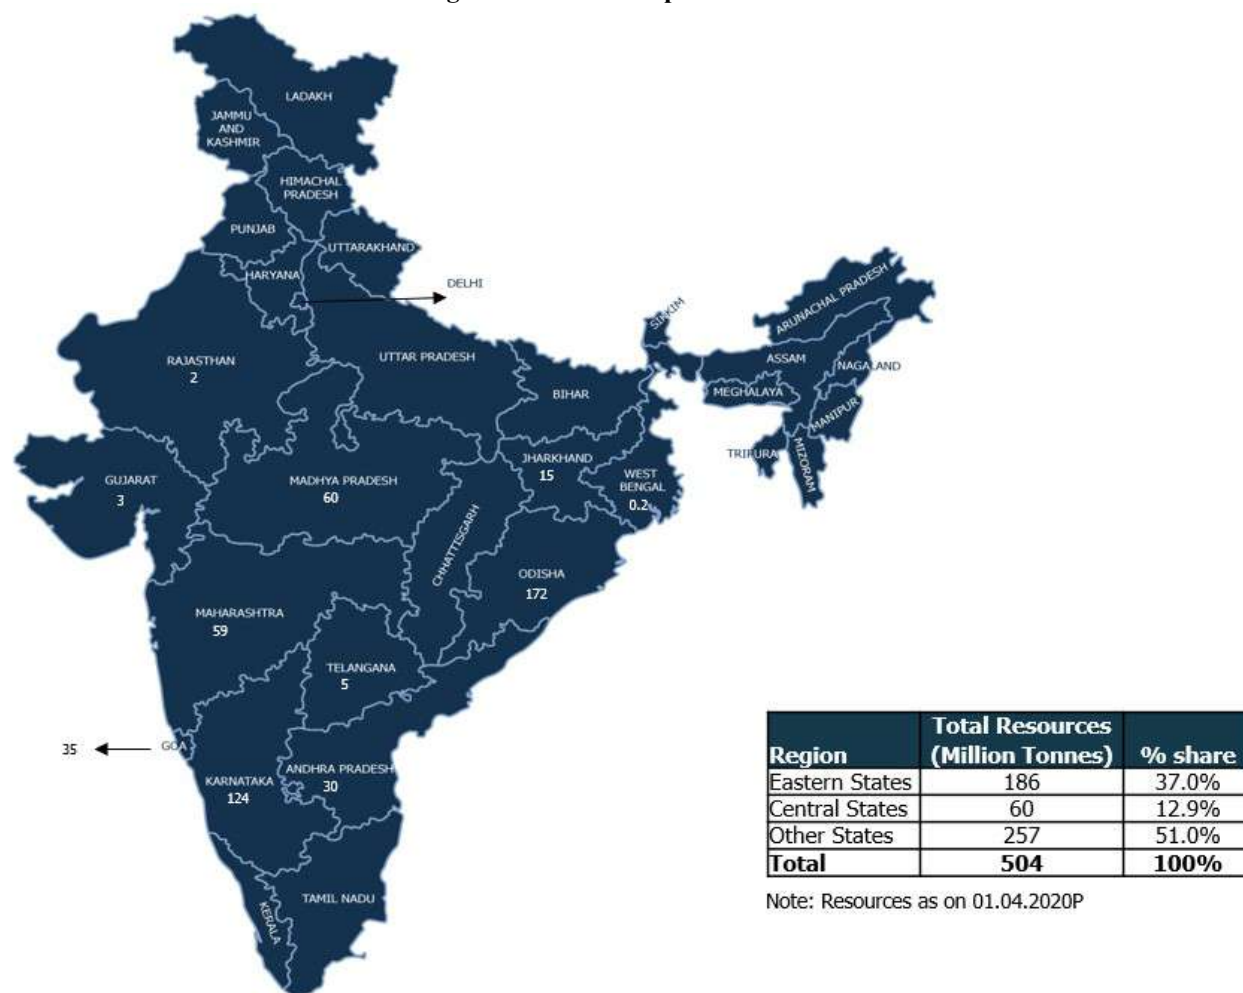 LADAKH
JAMMU
AND
KASHMIR
HIMACHAL
PRADESH
PUNJAB
UTTARAKHAND
HARYANA
DELHI
ARUNACHAL PRADESH
SIKKIM
RAJASTHAN
2
UTTAR PRADESH
ASSAM
NAGALAND
BIHAR
MEGHALAYA
MANIPUR
TRIPURA
MIZORAM
GUJARAT
3
MADHYA PRADESH
60
JHARKHAND
15
WEST
BENGAL
0.2
CHHATTISGARH
ODISHA
172
MAHARASHTRA
59
TELANGANA
5
35
GOA
KARNATAKA
124
ANDHRA PRADESH
30
TAMIL NADU
KERALA
Region Total Resources (Million Tonnes) % share
Eastern States 186 37.0%
Central States 60 12.9%
Other States 257 51.0%
Total 504 100%
Note: Resources as on 01.04.2020P